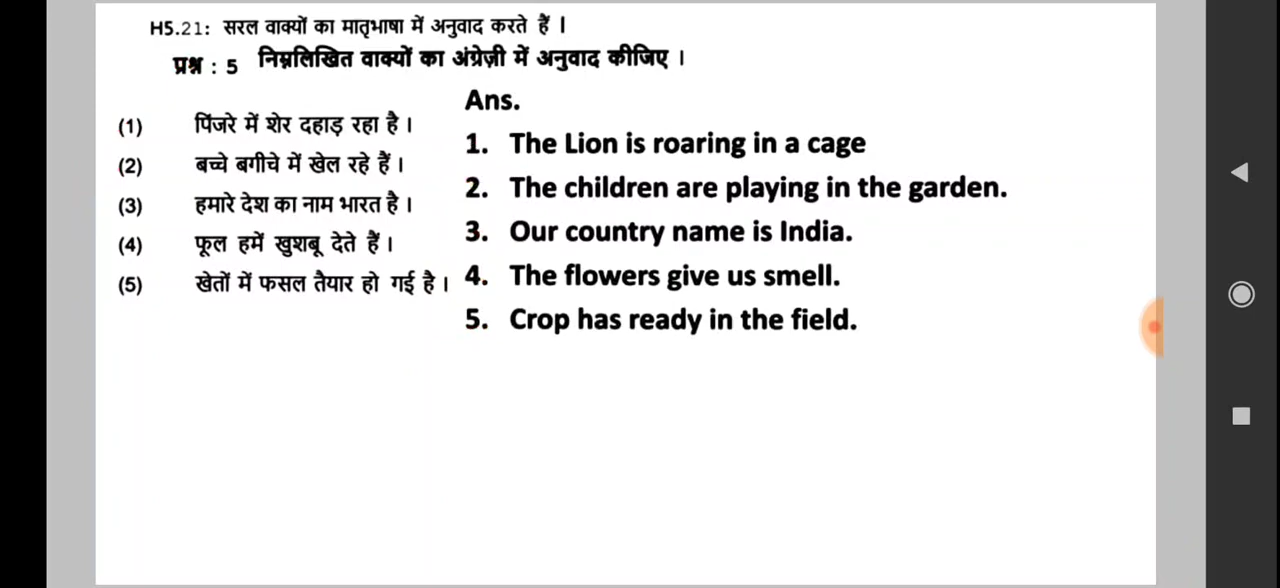 H5.21: सरल वाक्यों का मातृभाषा में अनुवाद करते हैं ।
प्रश्न : 5 निम्नलिखित वाक्यों का अंग्रेज़ी में अनुवाद कीजिए ।
(1) पिंजरे में शेर दहाड़ रहा है ।
(2) बच्चे बगीचे में खेल रहे हैं ।
(3) हमारे देश का नाम भारत है ।
(4) फूल हमें खुशबू देते हैं ।
(5) खेतों में फसल तैयार हो गई है ।
Ans.
1. The Lion is roaring in a cage
2. The children are playing in the garden.
3. Our country name is India.
4. The flowers give us smell.
5. Crop has ready in the field.